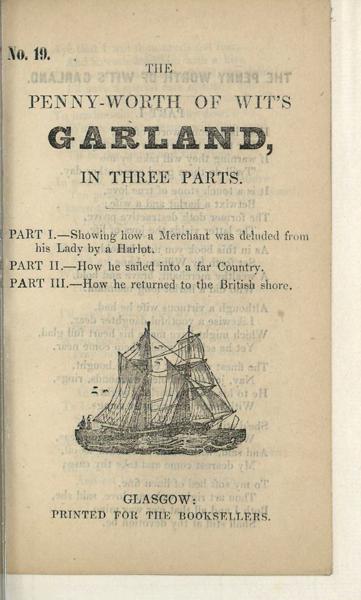 No. 19.
THE
PENNY-WORTH OF WIT'S
GARLAND,
IN THREE PARTS.
PART I.—Showing how a Merchant was deluded from
his Lady by a Harlot.
PART II.—How he sailed into a far Country.
PART III.—How he returned to the British shore.
GLASGOW:
PRINTED FOR THE BOOKSELLERS.